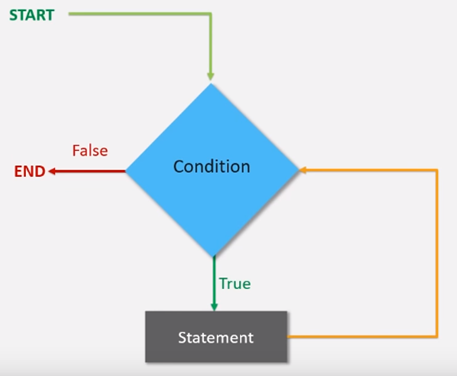 START
False
Condition
END
True
Statement